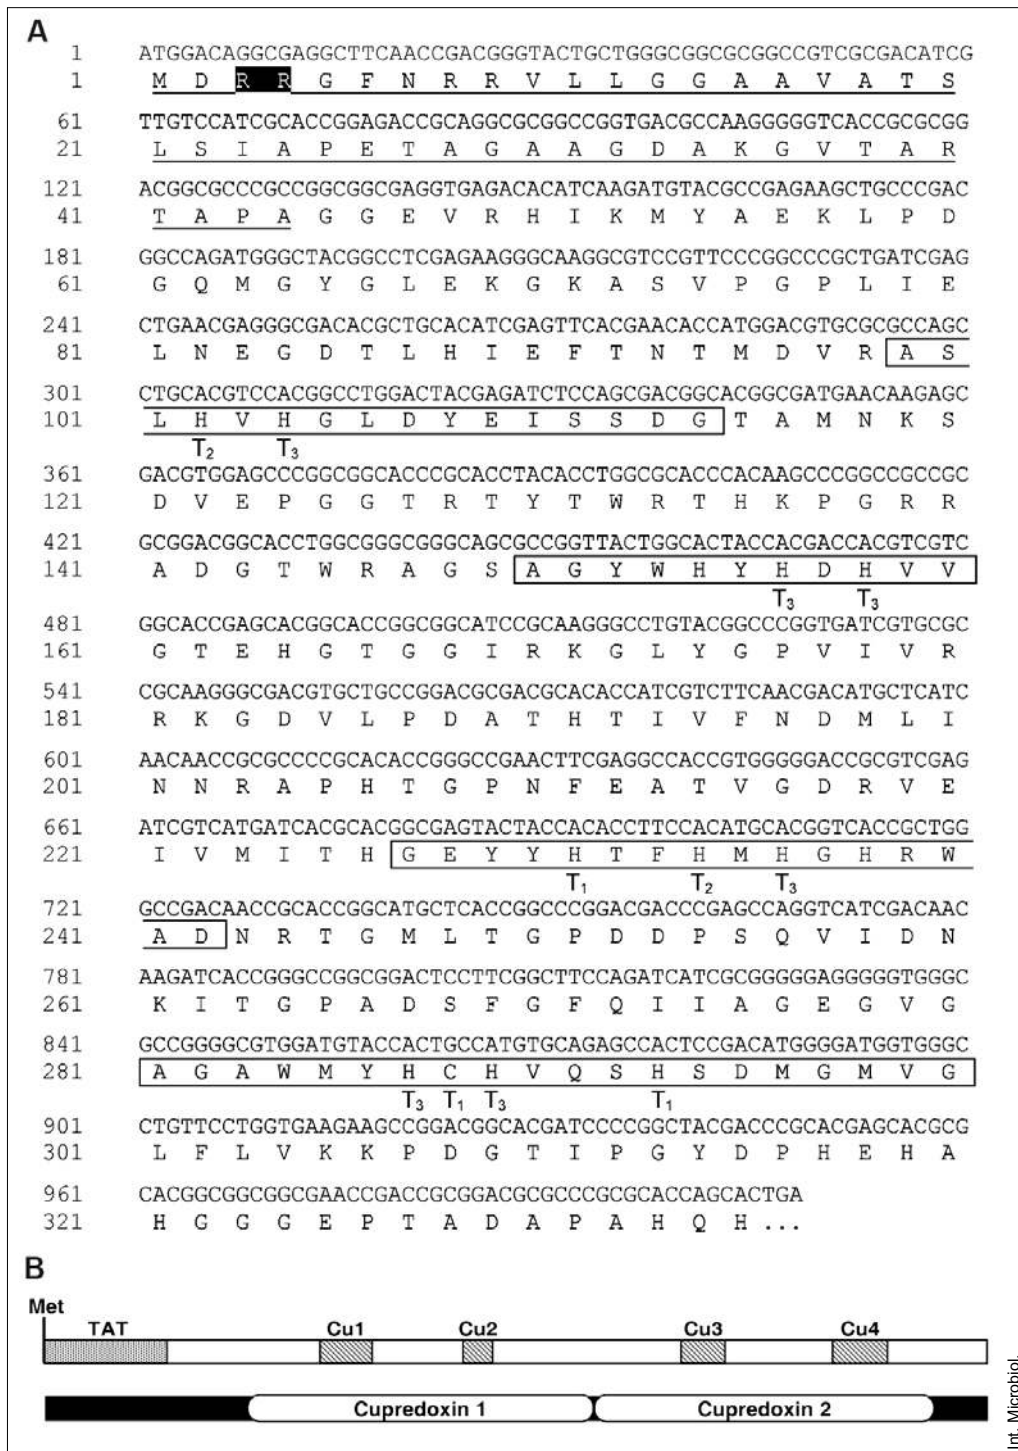 A
1 ATGGACAGGCGAGGCTTCAACCGACGGGTACTGCTGGGCGGCGCGGCCGTCGCGACATCG
1 M D R R G F N R R V L L G G A A V A T S
61 TTGTCCATCGCACCGGAGACCGCAGGCGCGGCCGGTGACGCCAAGGGGGTCACCGCGCGG
21 L S I A P E T A G A A G D A K G V T A R
121 ACGGCGCCCGCCGGCGGCGAGGTGAGACACATCAAGATGTACGCCGAGAAGCTGCCCGAC
41 T A P A G G E V R H I K M Y A E K L P D
181 GGCCAGATGGGCTACGGCCTCGAGAAGGGCAAGGCGTCCGTTCCCGGCCCGCTGATCGAG
61 G Q M G Y G L E K G K A S V P G P L I E
241 CTGAACGAGGGCGACACGCTGCACATCGAGTTCACGAACACCATGGACGTGCGCGCCAGC
81 L N E G D T L H I E F T N T M D V R A S
301 CTGCACGTCCACGGCCTGGACTACGAGATCTCCAGCGACGGCACGGCGATGAACAAGAGC
101 L H V H G L D Y E I S S D G T A M N K S
T2 T3
361 GACGTGGAGCCCGGCGGCACCCGCACCTACACCTGGCGCACCCACAAGCCCGGCCGCCGC
121 D V E P G G T R T Y T W R T H K P G R R
421 GCGGACGGCACCTGGCGGGCGGGCAGCGCCGGTTACTGGCACTACCACGACCACGTCGTC
141 A D G T W R A G S A G Y W H Y H D H V V
T3 T3
481 GGCACCGAGCACGGCACCGGCGGCATCCGCAAGGGCCTGTACGGCCCGGTGATCGTGCGC
161 G T E H G T G G I R K G L Y G P V I V R
541 CGCAAGGGCGACGTGCTGCCGGACGCGACGCACACCATCGTCTTCAACGACATGCTCATC
181 R K G D V L P D A T H T I V F N D M L I
601 AACAACCGCGCCCCGCACACCGGGCCGAACTTCGAGGCCACCGTGGGGGACCGCGTCGAG
201 N N R A P H T G P N F E A T V G D R V E
661 ATCGTCATGATCACGCACGGCGAGTACTACCACACCTTCCACATGCACGGTCACCGCTGG
221 I V M I T H G E Y Y H T F H M H G H R W
T1 T2 T3
721 GCCGACAACCGCACCGGCATGCTCACCGGCCCGGACGACCCGAGCCAGGTCATCGACAAC
241 A D N R T G M L T G P D D P S Q V I D N
781 AAGATCACCGGGCCGGCGGACTCCTTCGGCTTCCAGATCATCGCGGGGGAGGGGGTGGGC
261 K I T G P A D S F G F Q I I A G E G V G
841 GCCGGGGCGTGGATGTACCACTGCCATGTGCAGAGCCACTCCGACATGGGGATGGTGGGC
281 A G A W M Y H C H V Q S H S D M G M V G
T3 T1 T3 T1
901 CTGTTCCTGGTGAAGAAGCCGGACGGCACGATCCCCGGCTACGACCCGCACGAGCACGCG
301 L F L V K K P D G T I P G Y D P H E H A
961 CACGGCGGCGGCGAACCGACCGCGGACGCGCCCGCGCACCAGCACTGA
321 H G G G E P T A D A P A H Q H ...
B
Met
TAT Cu1 Cu2 Cu3 Cu4
Cupredoxin 1 Cupredoxin 2
Int. Microbiol.